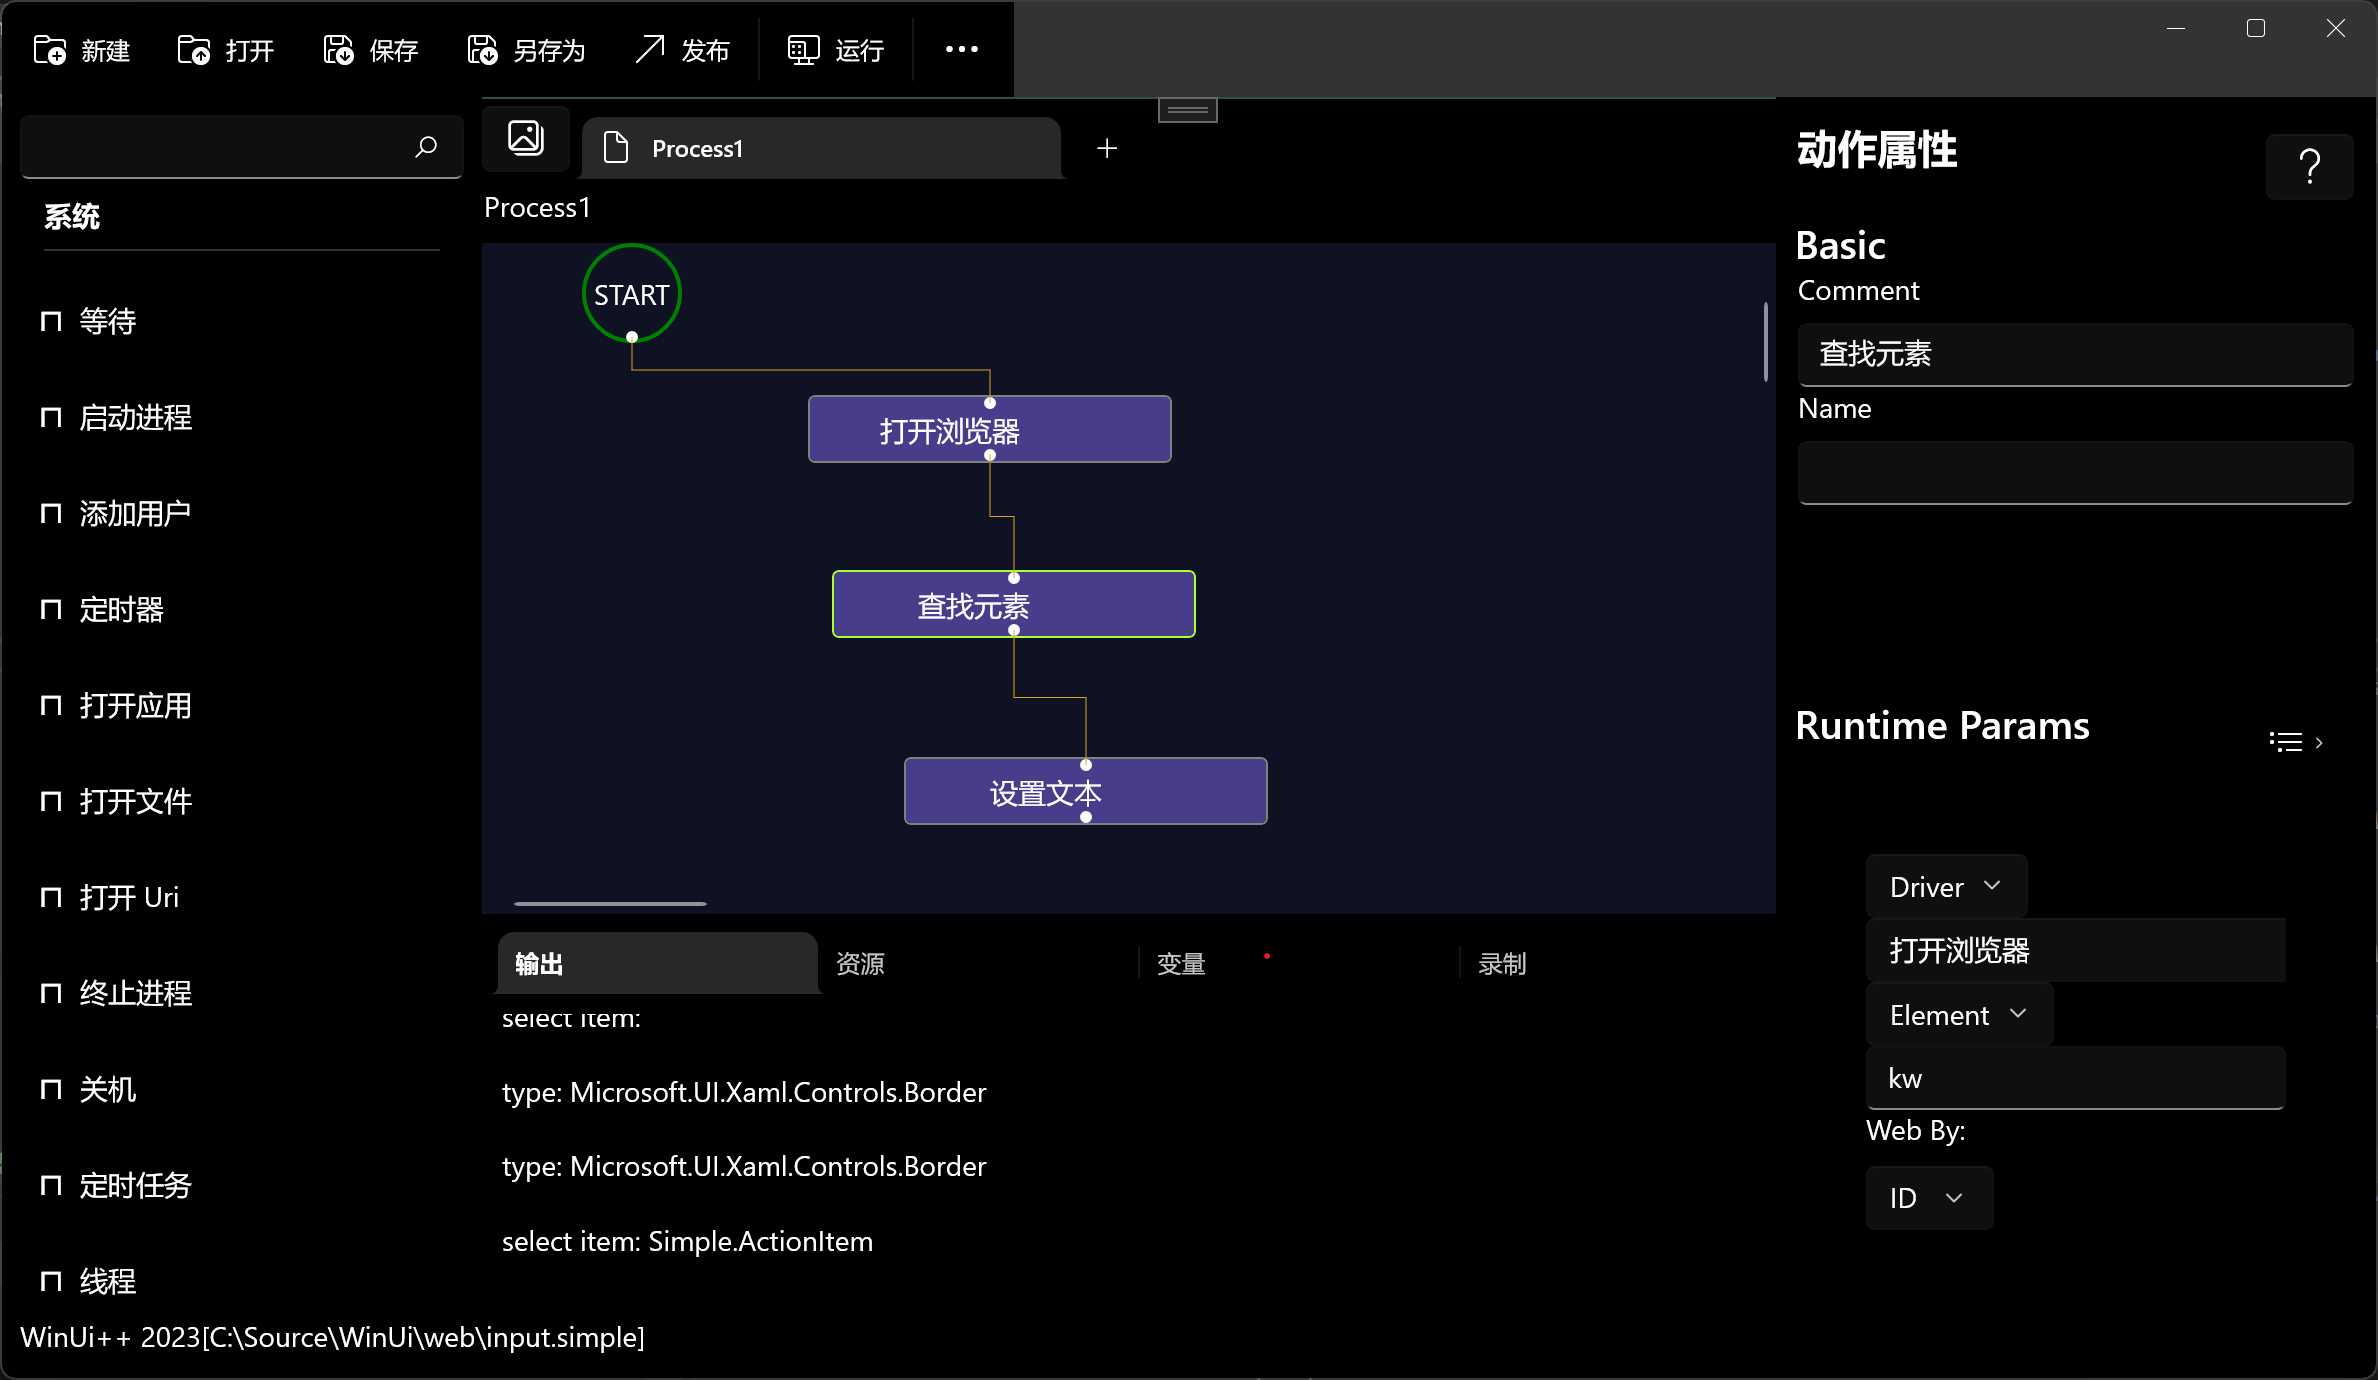 新建 打开 保存 另存为 发布 运行
系统
等待
启动进程
添加用户
定时器
打开应用
打开文件
打开 Uri
终止进程
关机
定时任务
线程
Process1
Process1
START
打开浏览器
查找元素
设置文本
输出 资源 变量 录制
select item:
type: Microsoft.UI.Xaml.Controls.Border
type: Microsoft.UI.Xaml.Controls.Border
select item: Simple.ActionItem
动作属性
Basic
Comment
查找元素
Name
Runtime Params
Driver
打开浏览器
Element
kw
Web By:
ID
WinUi++ 2023[C:\Source\WinUi\web\input.simple]